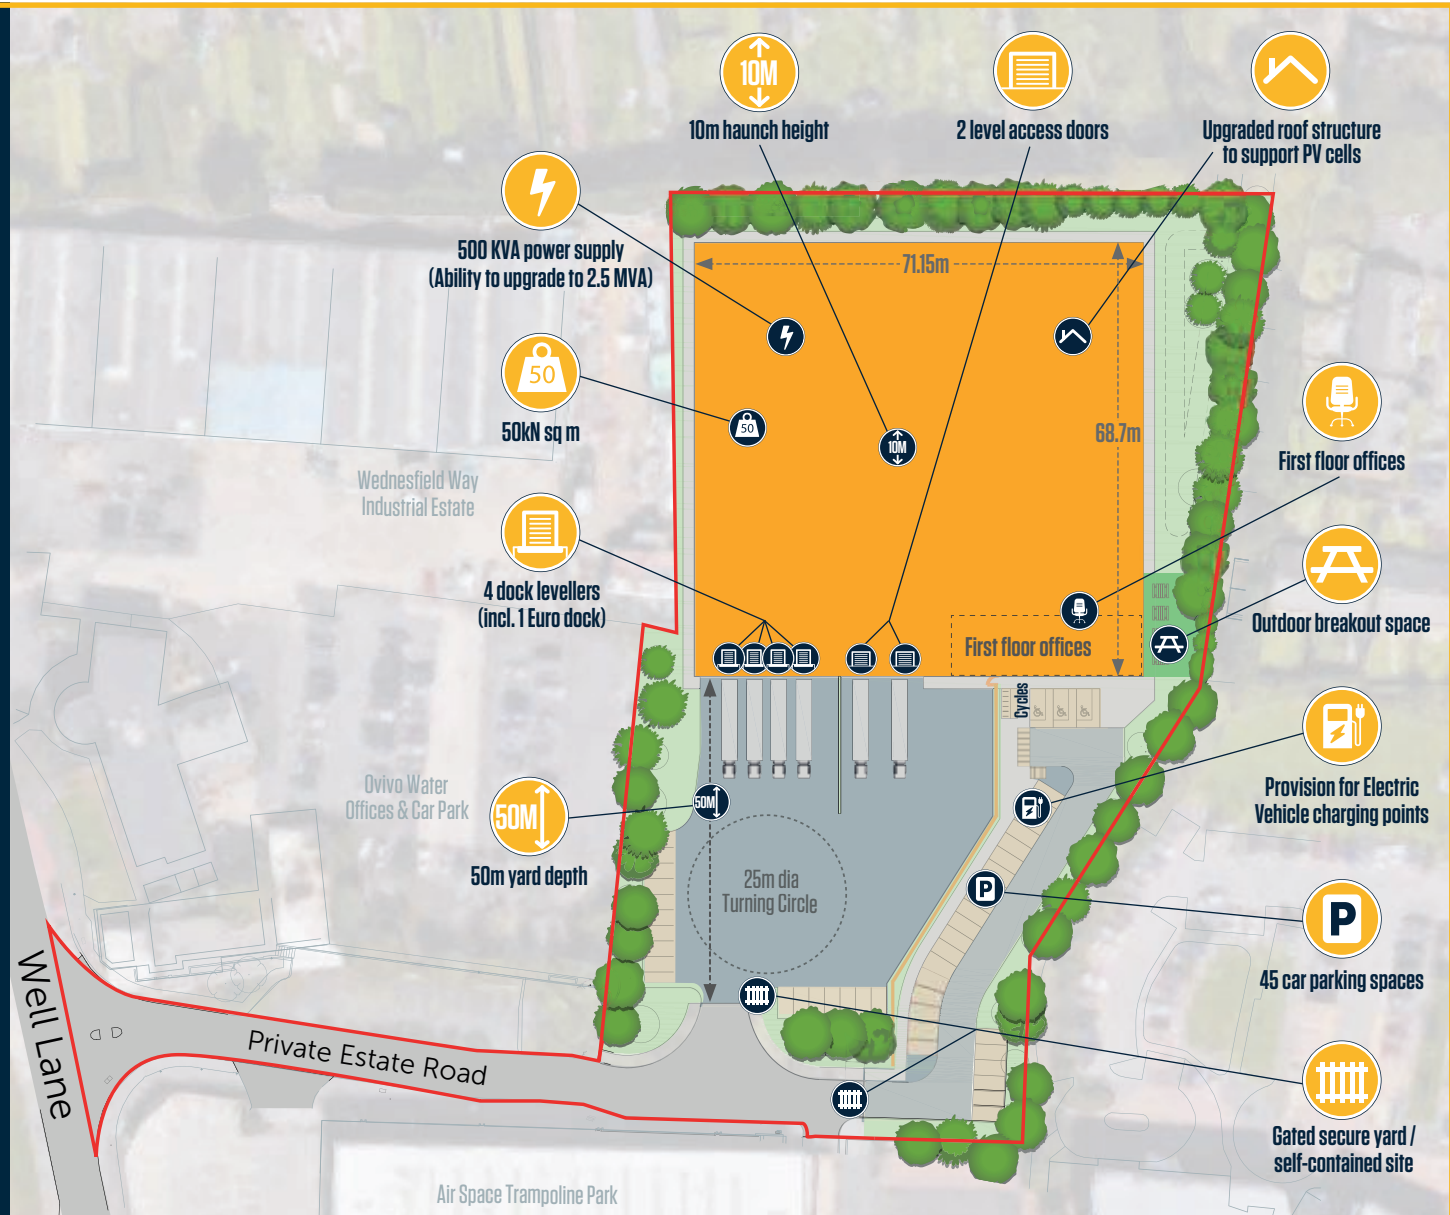 10M
10m haunch height
2 level access doors
Upgraded roof structure
to support PV cells
500 KVA power supply
(Ability to upgrade to 2.5 MVA)
71.15m
50
50kN sq m
50
10M
68.7m
First floor offices
Wednesfield Way
Industrial Estate
4 dock levellers
(incl. 1 Euro dock)
Outdoor breakout space
First floor offices
Cycles
Ovivo Water
Offices & Car Park
50M
50M
50m yard depth
Provision for Electric
Vehicle charging points
25m dia
Turning Circle
P
P
45 car parking spaces
Well Lane
Private Estate Road
Gated secure yard /
self-contained site
Air Space Trampoline Park